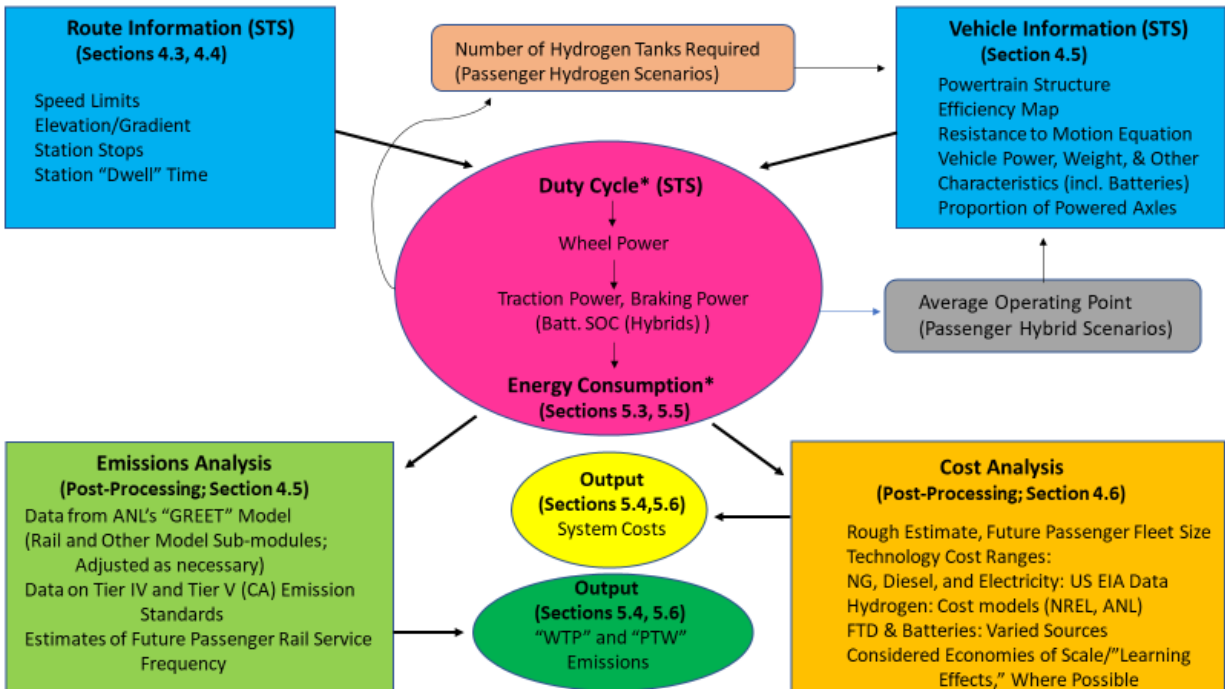 Route Information (STS)
(Sections 4.3, 4.4)
Speed Limits
Elevation/Gradient
Station Stops
Station “Dwell” Time
Number of Hydrogen Tanks Required
(Passenger Hydrogen Scenarios)
Vehicle Information (STS)
(Section 4.5)
Powertrain Structure
Efficiency Map
Resistance to Motion Equation
Vehicle Power, Weight, & Other
Characteristics (incl. Batteries)
Proportion of Powered Axles
Duty Cycle* (STS)
Wheel Power
Traction Power, Braking Power
(Batt. SOC (Hybrids) )
Energy Consumption*
(Sections 5.3, 5.5)
Average Operating Point
(Passenger Hybrid Scenarios)
Emissions Analysis
(Post-Processing; Section 4.5)
Data from ANL’s “GREET” Model
(Rail and Other Model Sub-modules;
Adjusted as necessary)
Data on Tier IV and Tier V (CA) Emission
Standards
Estimates of Future Passenger Rail Service
Frequency
Output
(Sections 5.4,5.6)
System Costs
Output
(Sections 5.4, 5.6)
“WTP” and “PTW”
Emissions
Cost Analysis
(Post-Processing; Section 4.6)
Rough Estimate, Future Passenger Fleet Size
Technology Cost Ranges:
NG, Diesel, and Electricity: US EIA Data
Hydrogen: Cost models (NREL, ANL)
FTD & Batteries: Varied Sources
Considered Economies of Scale/”Learning
Effects,” Where Possible